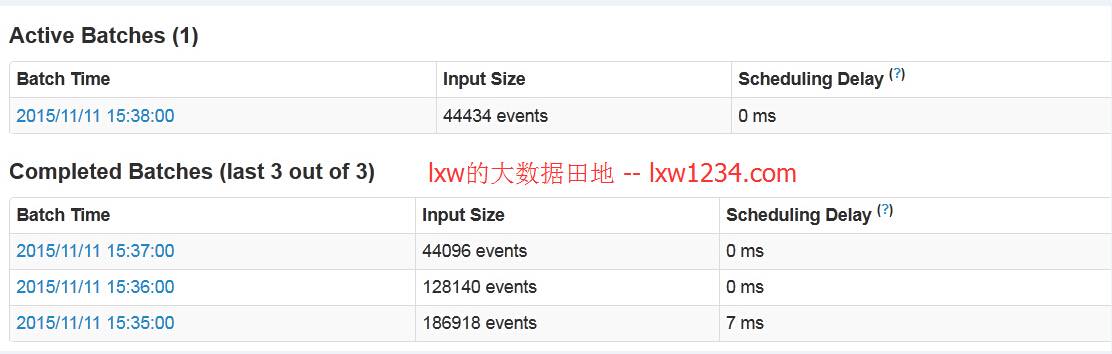 Active Batches (1)
Batch Time Input Size Scheduling Delay (?)
2015/11/11 15:38:00 44434 events 0 ms
Completed Batches (last 3 out of 3) lxw的大数据田地 -- lxw1234.com
Batch Time Input Size Scheduling Delay (?)
2015/11/11 15:37:00 44096 events 0 ms
2015/11/11 15:36:00 128140 events 0 ms
2015/11/11 15:35:00 186918 events 7 ms